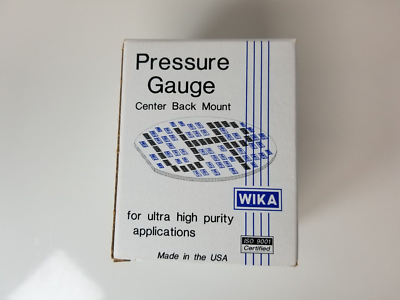 Pressure
Gauge
Center Back Mount
WIKA
for ultra high purity
applications
ISO 9001
Certified
Made in the USA